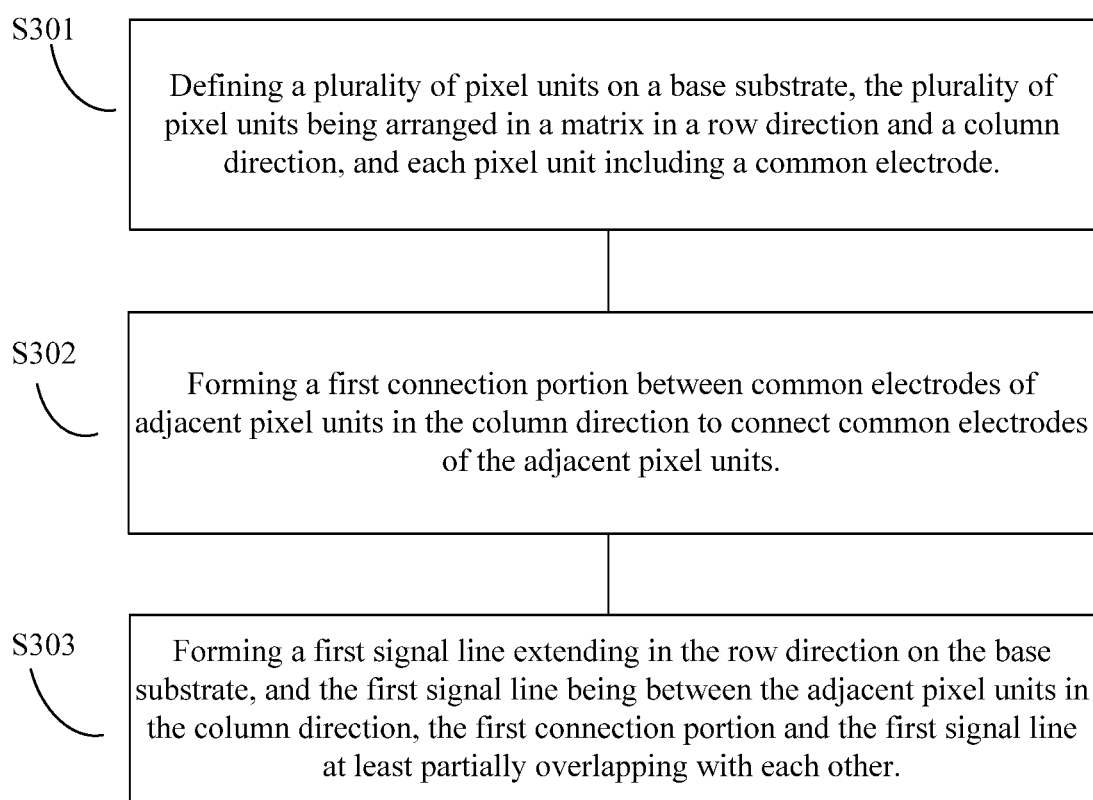 S301
Defining a plurality of pixel units on a base substrate, the plurality of
pixel units being arranged in a matrix in a row direction and a column
direction, and each pixel unit including a common electrode.
S302
Forming a first connection portion between common electrodes of
adjacent pixel units in the column direction to connect common electrodes
of the adjacent pixel units.
S303
Forming a first signal line extending in the row direction on the base
substrate, and the first signal line being between the adjacent pixel units in
the column direction, the first connection portion and the first signal line
at least partially overlapping with each other.